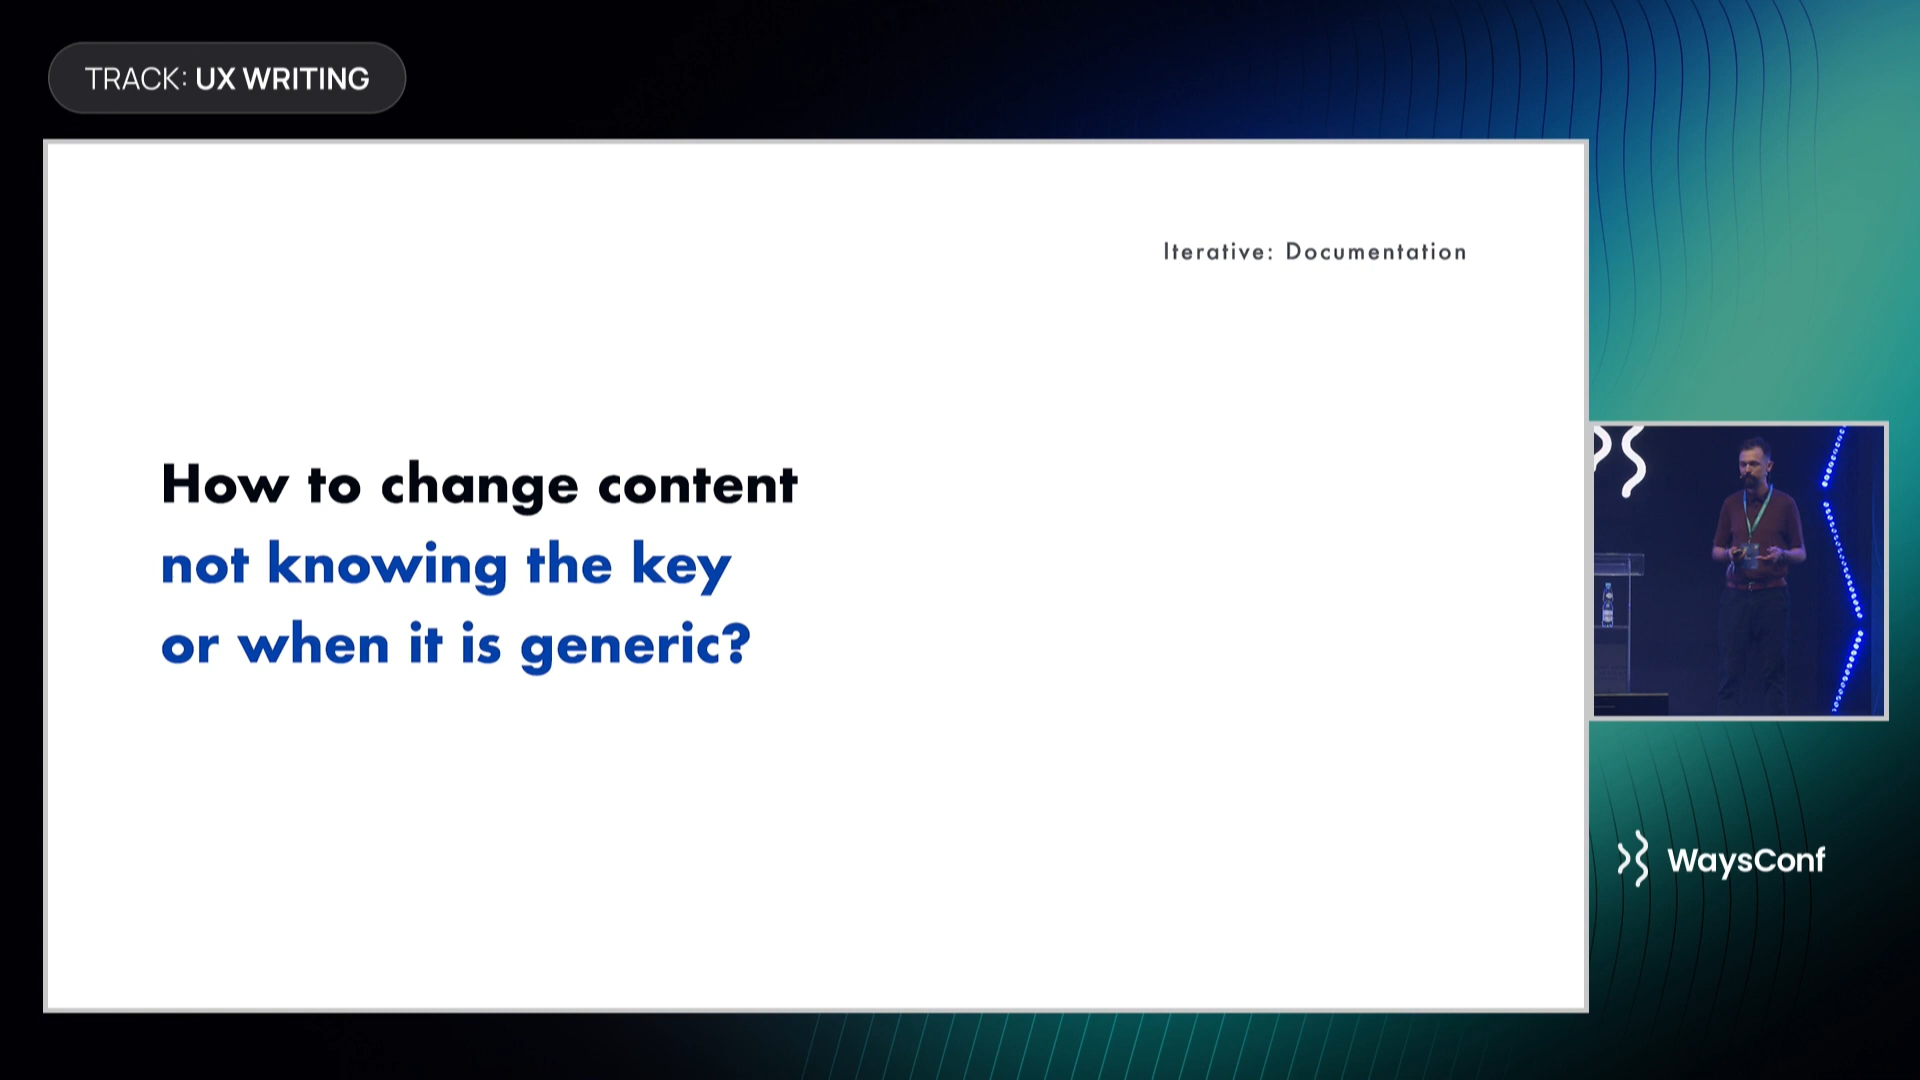 TRACK: UX WRITING
Iterative: Documentation
How to change content
not knowing the key
or when it is generic?
WaysConf